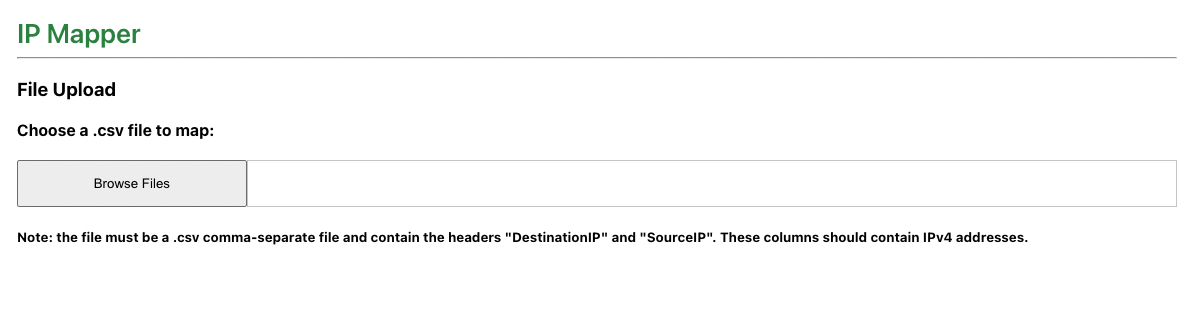 IP Mapper
File Upload
Choose a .csv file to map:
Browse Files
Note: the file must be a .csv comma-separate file and contain the headers "DestinationIP" and "SourceIP". These columns should contain IPv4 addresses.